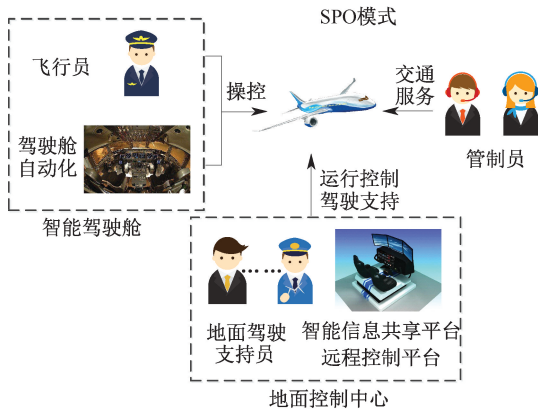 SPO模式
飞行员
操控
交通
服务
驾驶舱
自动化
管制员
智能驾驶舱
运行控制
驾驶支持
地面驾驶
支持员
智能信息共享平台
远程控制平台
地面控制中心